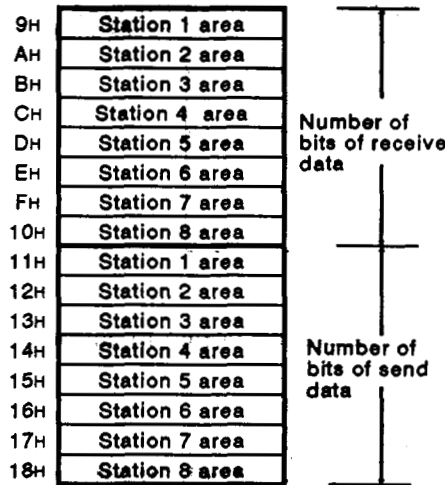 9H Station 1 area
AH Station 2 area
BH Station 3 area
CH Station 4 area
DH Station 5 area
EH Station 6 area
FH Station 7 area
10H Station 8 area
Number of
bits of receive
data
11H Station 1 area
12H Station 2 area
13H Station 3 area
14H Station 4 area
15H Station 5 area
16H Station 6 area
17H Station 7 area
18H Station 8 area
Number of
bits of send
data